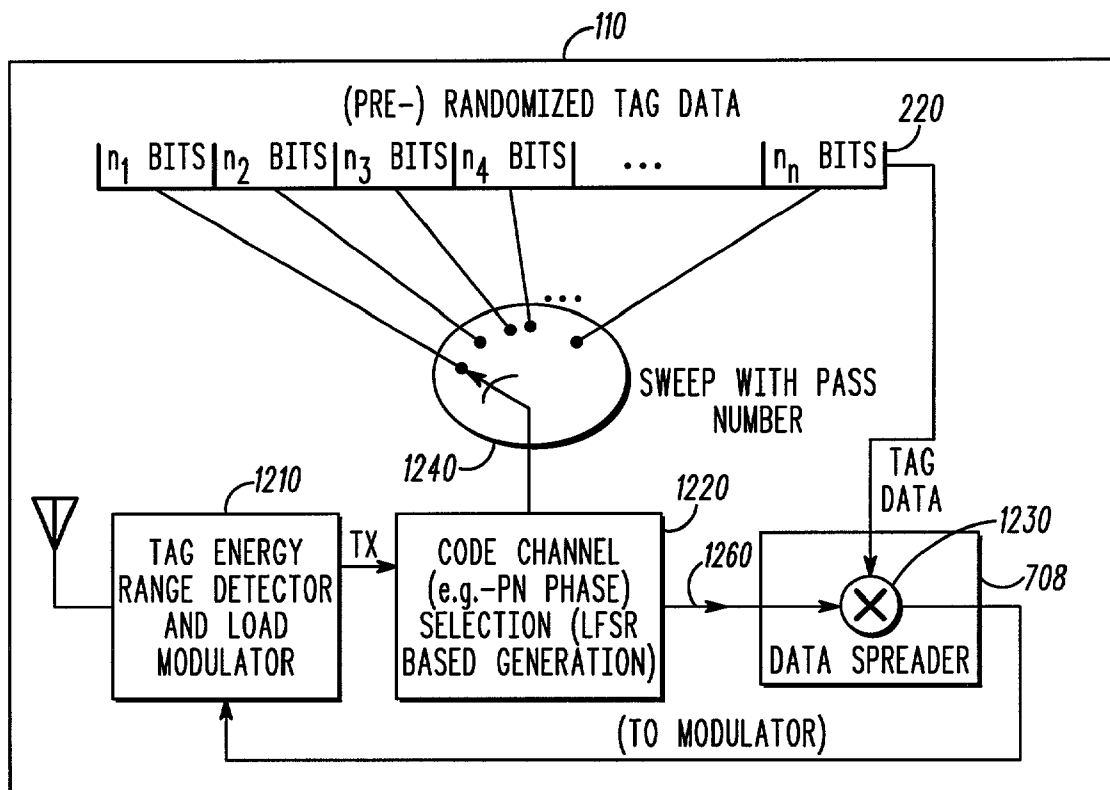 110
(PRE-) RANDOMIZED TAG DATA
220
n1 BITS n2 BITS n3 BITS n4 BITS ... nn BITS
...
SWEEP WITH PASS
NUMBER
1240
TAG
DATA
1210
1220
1230
TAG ENERGY
RANGE DETECTOR
AND LOAD
MODULATOR
TX
CODE CHANNEL
(e.g.-PN PHASE)
SELECTION (LFSR
BASED GENERATION)
1260
708
DATA SPREADER
(TO MODULATOR)